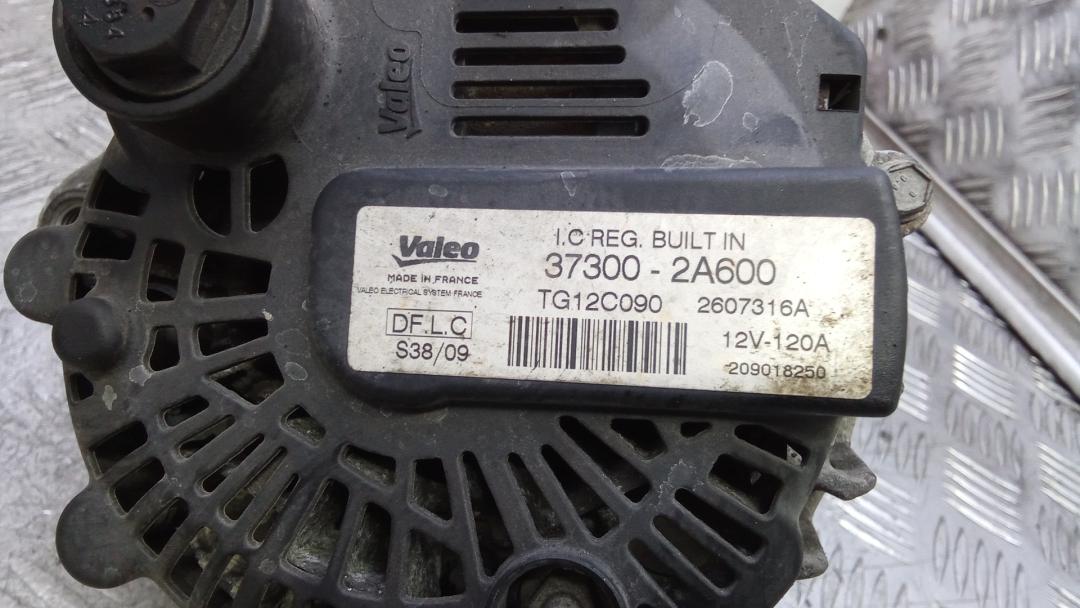 Valeo
Valeo
MADE IN FRANCE
VALEO ELECTRICAL SYSTEM FRANCE
DF.L.C
S38/09
I.C REG. BUILT IN
37300 - 2A600
TG12C090 2607316A
12V-120A
209018250